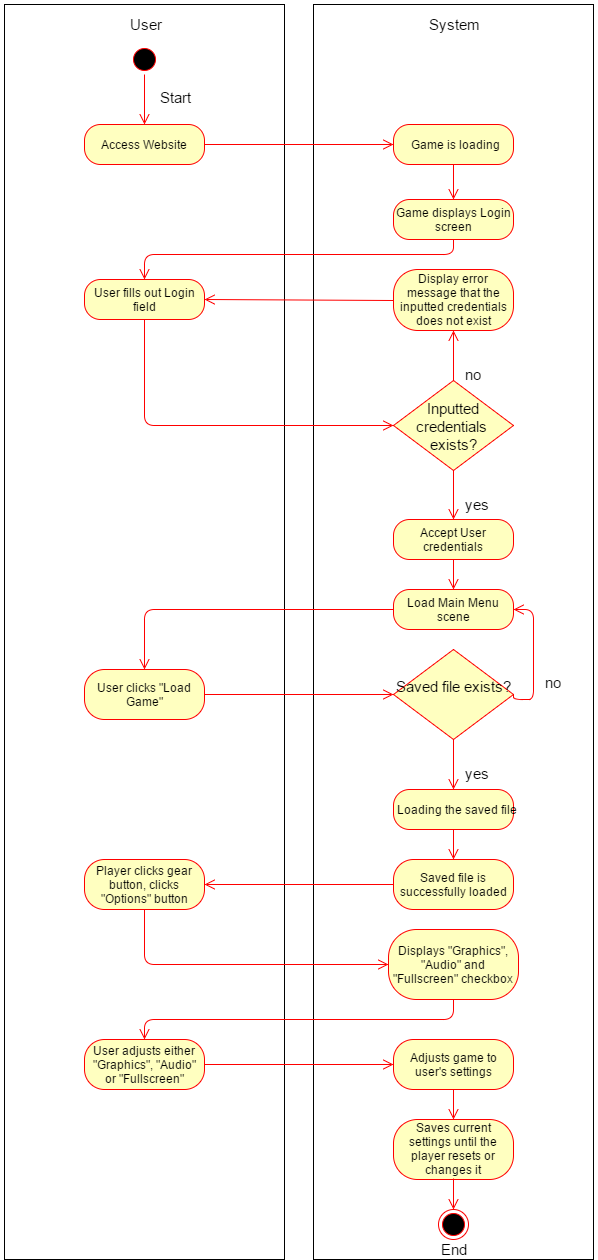 User
System
Start
Access Website
Game is loading
Game displays Login
screen
User fills out Login
field
Display error
message that the
inputted credentials
does not exist
no
Inputted
credentials
exists?
yes
Accept User
credentials
Load Main Menu
scene
User clicks "Load
Game"
Saved file exists?
no
yes
Loading the saved file
Player clicks gear
button, clicks
"Options" button
Saved file is
successfully loaded
Displays "Graphics",
"Audio" and
"Fullscreen" checkbox
User adjusts either
"Graphics", "Audio"
or "Fullscreen"
Adjusts game to
user's settings
Saves current
settings until the
player resets or
changes it
End